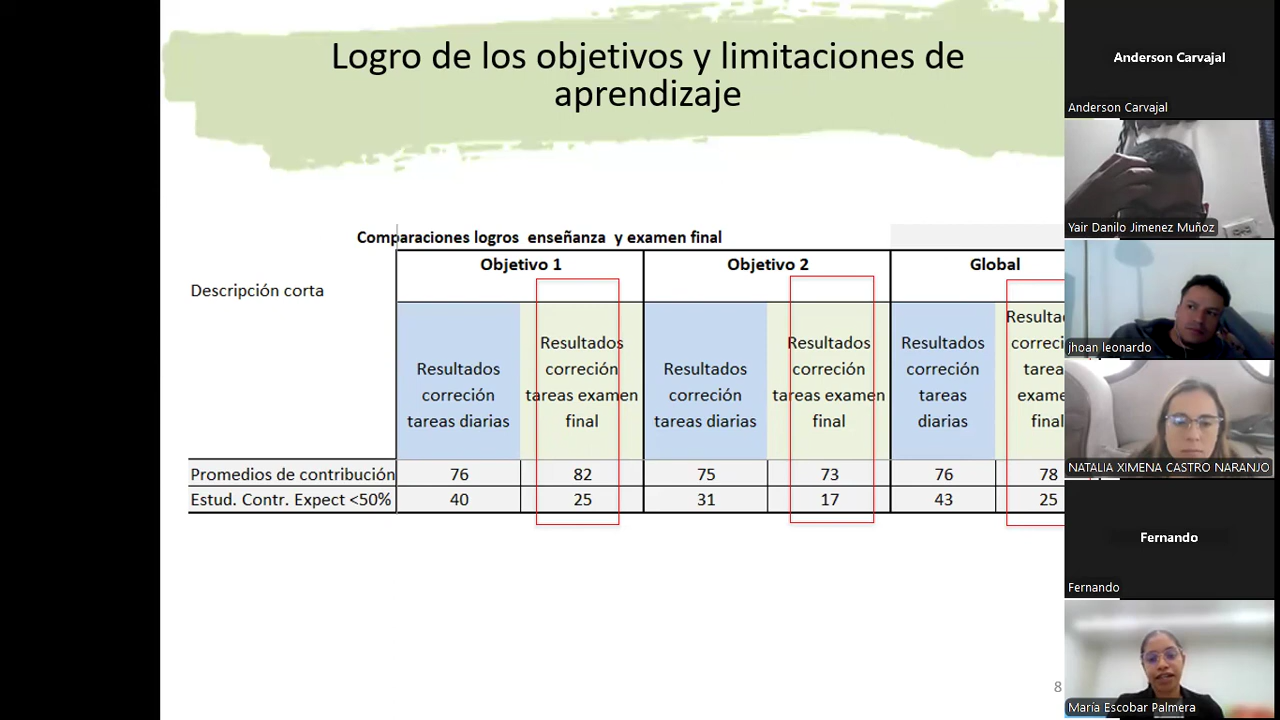 Logro de los objetivos y limitaciones de
aprendizaje
Comparaciones logros enseñanza y examen final
Descripción corta
Objetivo 1
Objetivo 2
Global
Resultados
correción
tareas diarias
Resultados
correción
tareas examen
final
Resultados
correción
tareas diarias
Resultados
correción
tareas examen
final
Resultados
correción
tareas
diarias
Promedios de contribución 76 82 75 73 76 78
Estud. Contr. Expect <50% 40 25 31 17 43 25
8
Anderson Carvajal
Anderson Carvajal
Yair Danilo Jimenez Muñoz
jhoan leonardo
NATALIA XIMENA CASTRO NARANJO
Fernando
Fernando
María Escobar Palmera